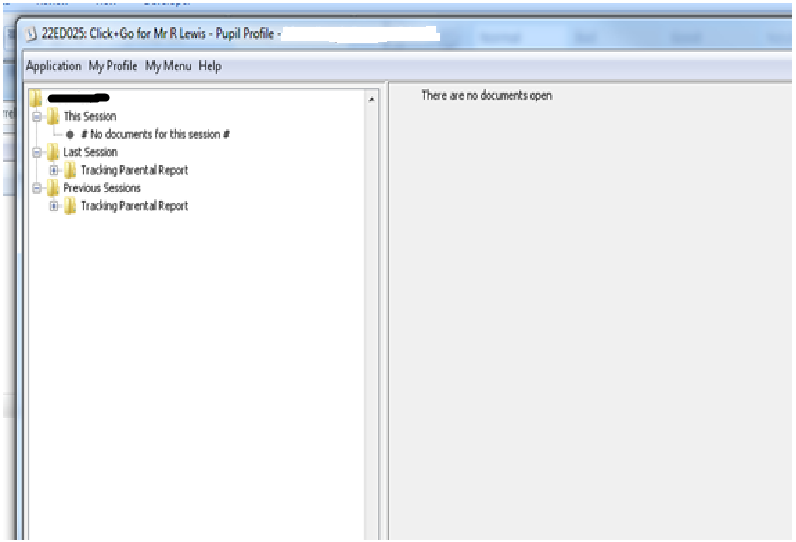 22ED025: Click+Go for Mr R Lewis - Pupil Profile -
Application My Profile My Menu Help
This Session
# No documents for this session #
Last Session
Tracking Parental Report
Previous Sessions
Tracking Parental Report
There are no documents open